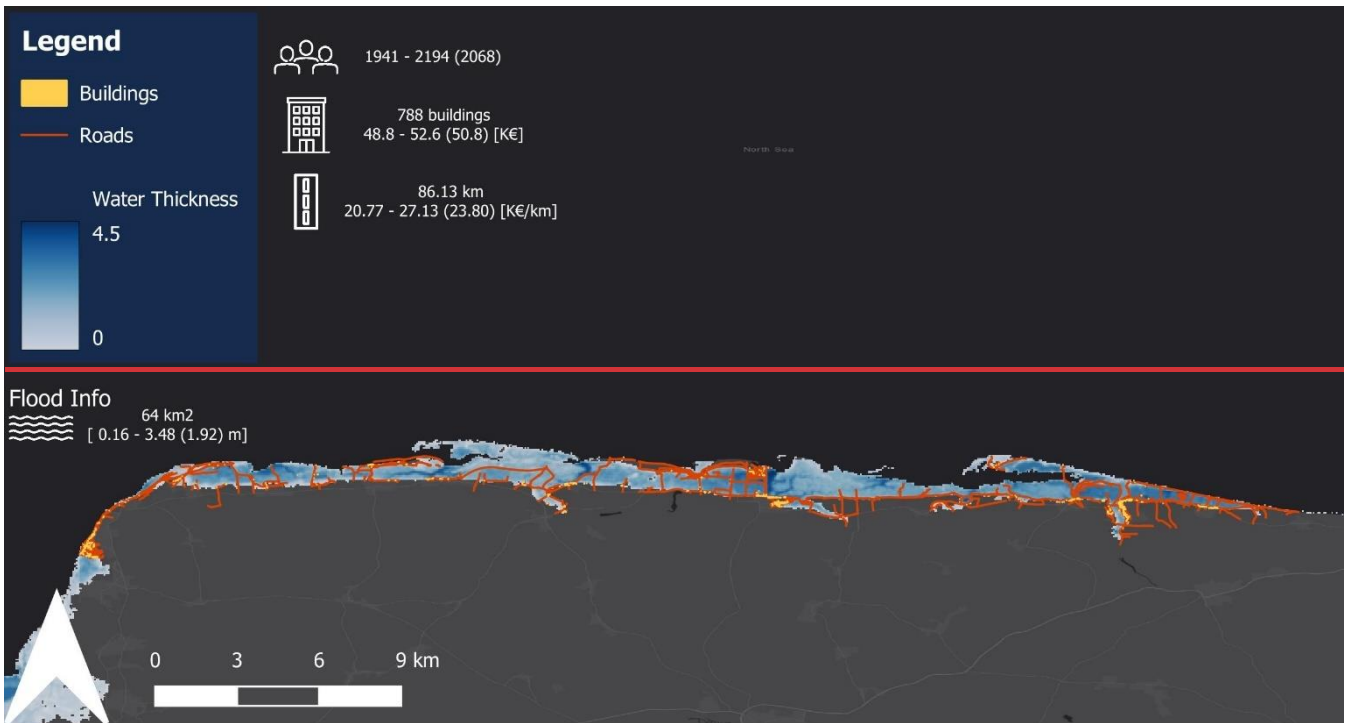 Legend
Buildings
Roads
Water Thickness
4.5
0
1941 - 2194 (2068)
788 buildings
48.8 - 52.6 (50.8) [K€]
86.13 km
20.77 - 27.13 (23.80) [K€/km]
North Sea
Flood Info
64 km2
[ 0.16 - 3.48 (1.92) m]
0 3 6 9 km